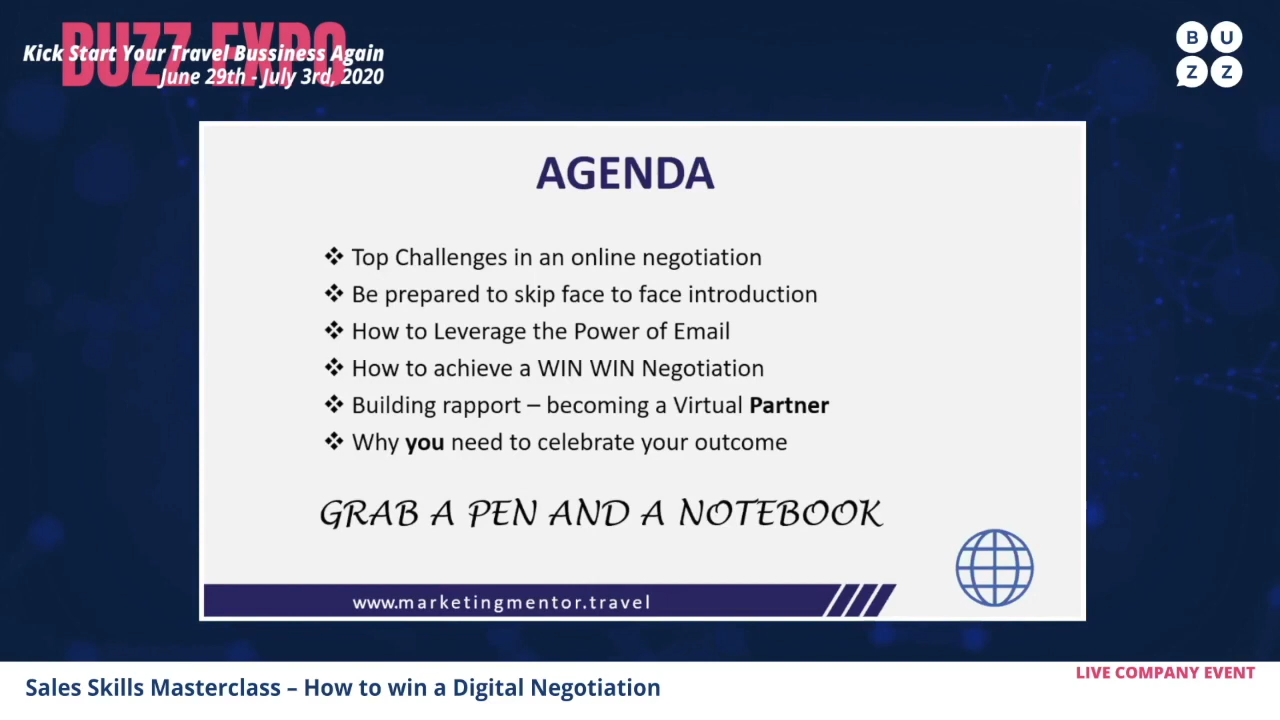 BUZZ EXPO
Kick Start Your Travel Bussiness Again
June 29th - July 3rd, 2020
B U
Z Z
AGENDA
❖ Top Challenges in an online negotiation
❖ Be prepared to skip face to face introduction
❖ How to Leverage the Power of Email
❖ How to achieve a WIN WIN Negotiation
❖ Building rapport – becoming a Virtual Partner
❖ Why you need to celebrate your outcome
GRAB A PEN AND A NOTEBOOK
www.marketingmentor.travel
LIVE COMPANY EVENT
Sales Skills Masterclass – How to win a Digital Negotiation